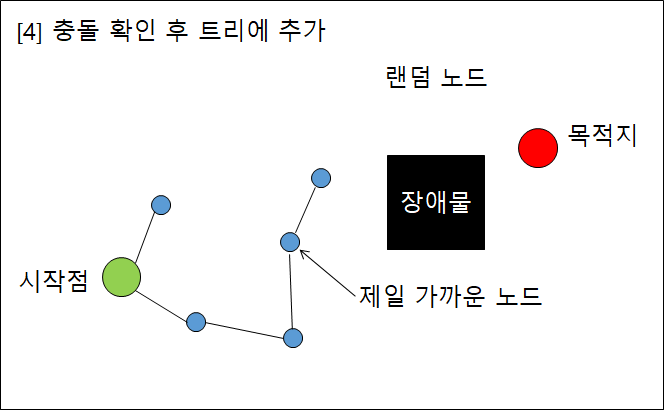 [4] 충돌 확인 후 트리에 추가
랜덤 노드
목적지
장애물
시작점
제일 가까운 노드